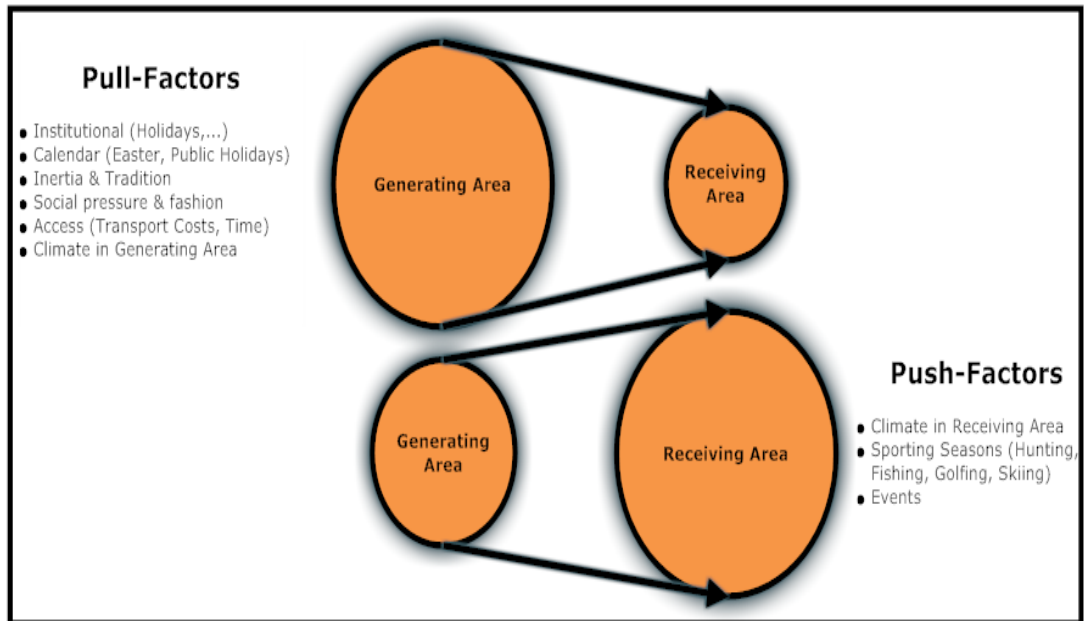 Pull-Factors
● Institutional (Holidays,...)
● Calendar (Easter, Public Holidays)
● Inertia & Tradition
● Social pressure & fashion
● Access (Transport Costs, Time)
● Climate in Generating Area
Generating Area
Receiving
Area
Generating
Area
Receiving Area
Push-Factors
● Climate in Receiving Area
● Sporting Seasons (Hunting,
Fishing, Golfing, Skiing)
● Events